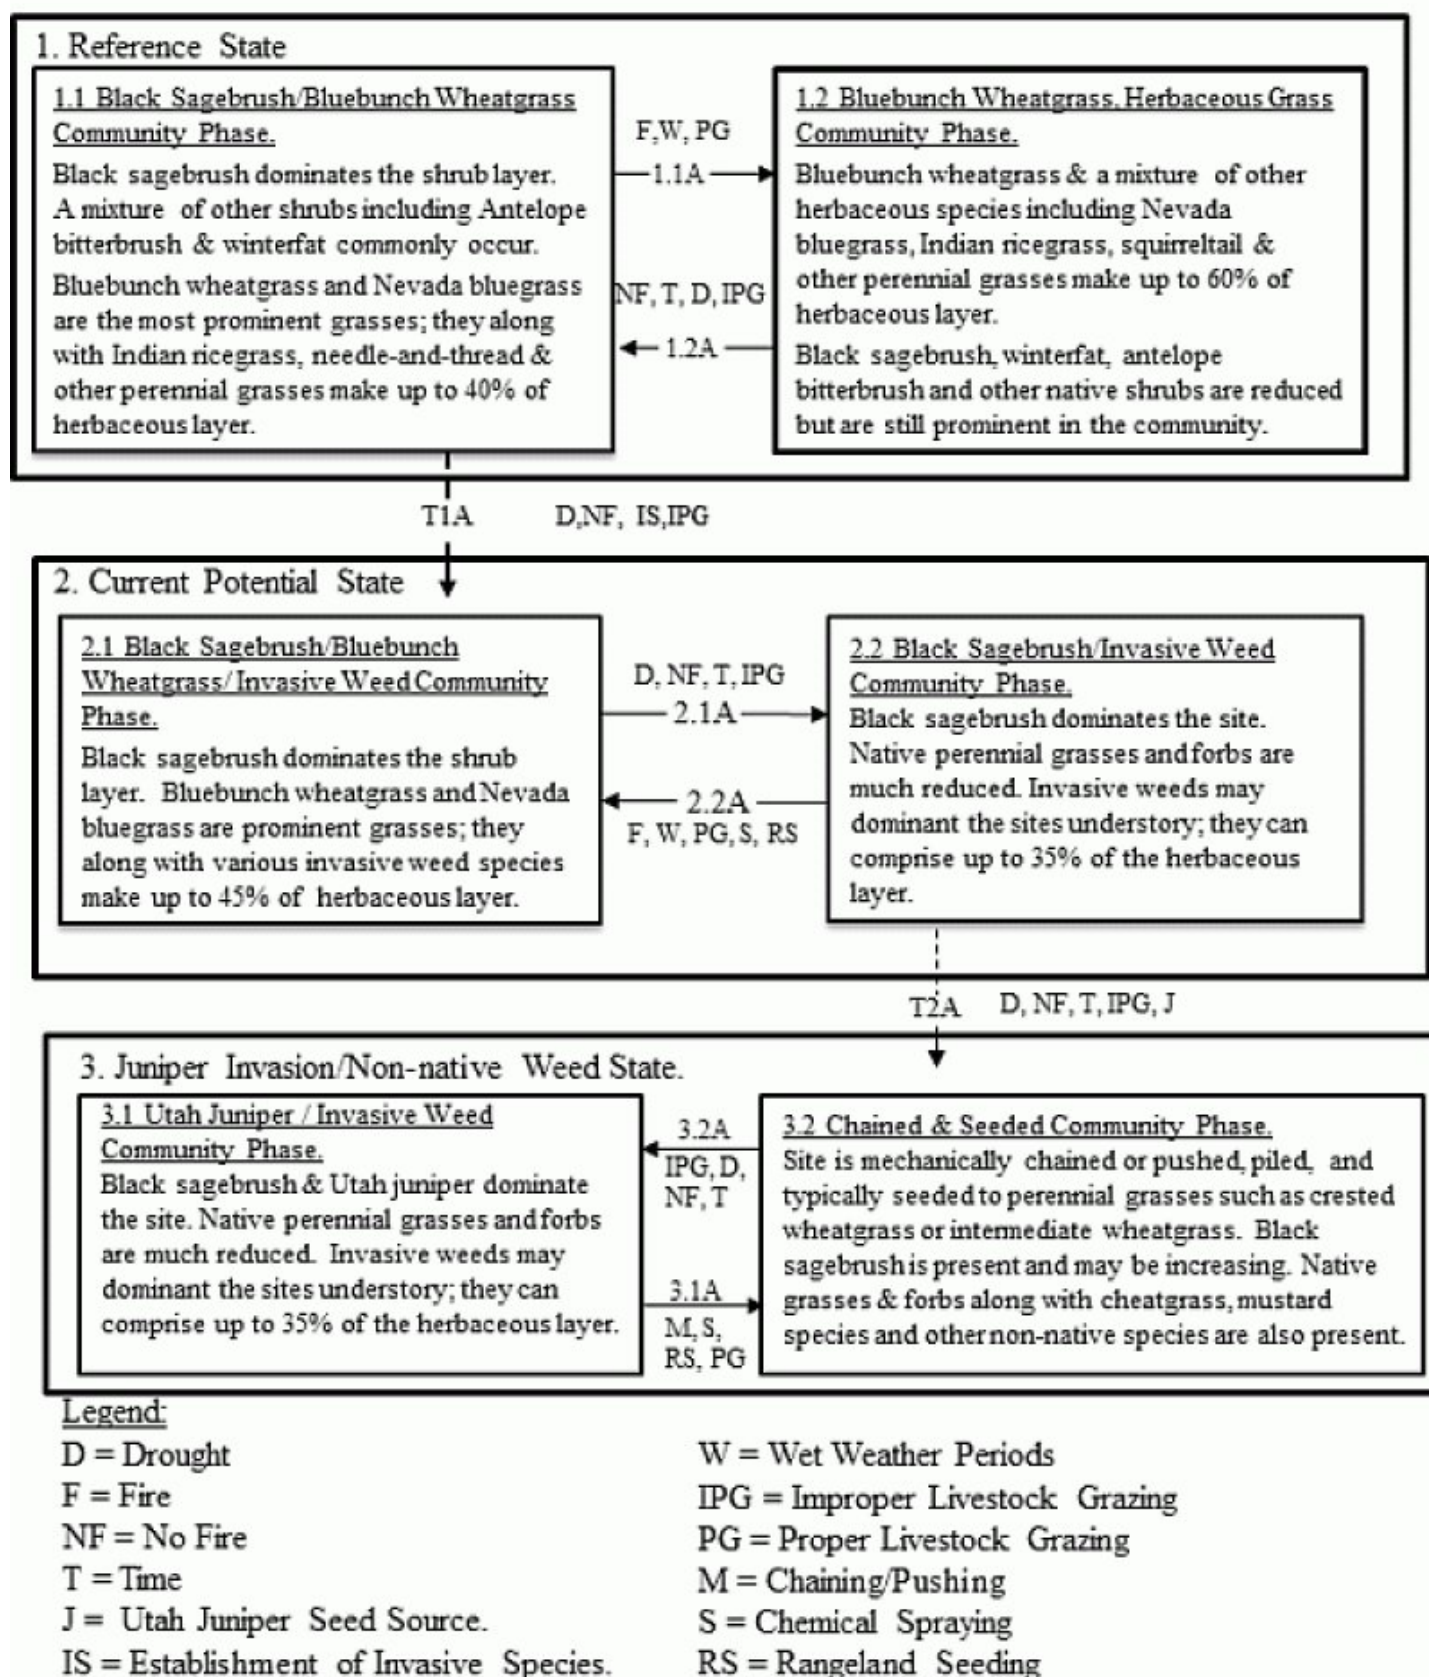 1. Reference State
1.1 Black Sagebrush/Bluebunch Wheatgrass
Community Phase.
Black sagebrush dominates the shrub layer.
A mixture of other shrubs including Antelope
bitterbrush & winterfat commonly occur.
Bluebunch wheatgrass and Nevada bluegrass
are the most prominent grasses; they along
with Indian ricegrass, needle-and-thread &
other perennial grasses make up to 40% of
herbaceous layer.
F,W, PG
1.1A
NF, T, D, IPG
1.2A
1.2 Bluebunch Wheatgrass, Herbaceous Grass
Community Phase.
Bluebunch wheatgrass & a mixture of other
herbaceous species including Nevada
bluegrass, Indian ricegrass, squirreltail &
other perennial grasses make up to 60% of
herbaceous layer.
Black sagebrush, winterfat, antelope
bitterbrush and other native shrubs are reduced
but are still prominent in the community.
T1A D,NF, IS,IPG
2. Current Potential State
2.1 Black Sagebrush/Bluebunch
Wheatgrass/ Invasive Weed Community
Phase.
Black sagebrush dominates the shrub
layer. Bluebunch wheatgrass and Nevada
bluegrass are prominent grasses; they
along with various invasive weed species
make up to 45% of herbaceous layer.
D, NF, T, IPG
2.1A
2.2A
F, W, PG, S, RS
2.2 Black Sagebrush/Invasive Weed
Community Phase.
Black sagebrush dominates the site.
Native perennial grasses and forbs are
much reduced. Invasive weeds may
dominant the sites understory; they can
comprise up to 35% of the herbaceous
layer.
T2A D, NF, T, IPG, J
3. Juniper Invasion/Non-native Weed State.
3.1 Utah Juniper / Invasive Weed
Community Phase.
Black sagebrush & Utah juniper dominate
the site. Native perennial grasses and forbs
are much reduced. Invasive weeds may
dominant the sites understory; they can
comprise up to 35% of the herbaceous layer.
3.2A
IPG, D,
NF, T
3.1A
M, S,
RS, PG
3.2 Chained & Seeded Community Phase.
Site is mechanically chained or pushed, piled, and
typically seeded to perennial grasses such as crested
wheatgrass or intermediate wheatgrass. Black
sagebrush is present and may be increasing. Native
grasses & forbs along with cheatgrass, mustard
species and other non-native species are also present.
Legend:
D = Drought
F = Fire
NF = No Fire
T = Time
J = Utah Juniper Seed Source.
IS = Establishment of Invasive Species.
W = Wet Weather Periods
IPG = Improper Livestock Grazing
PG = Proper Livestock Grazing
M = Chaining/Pushing
S = Chemical Spraying
RS = Rangeland Seeding